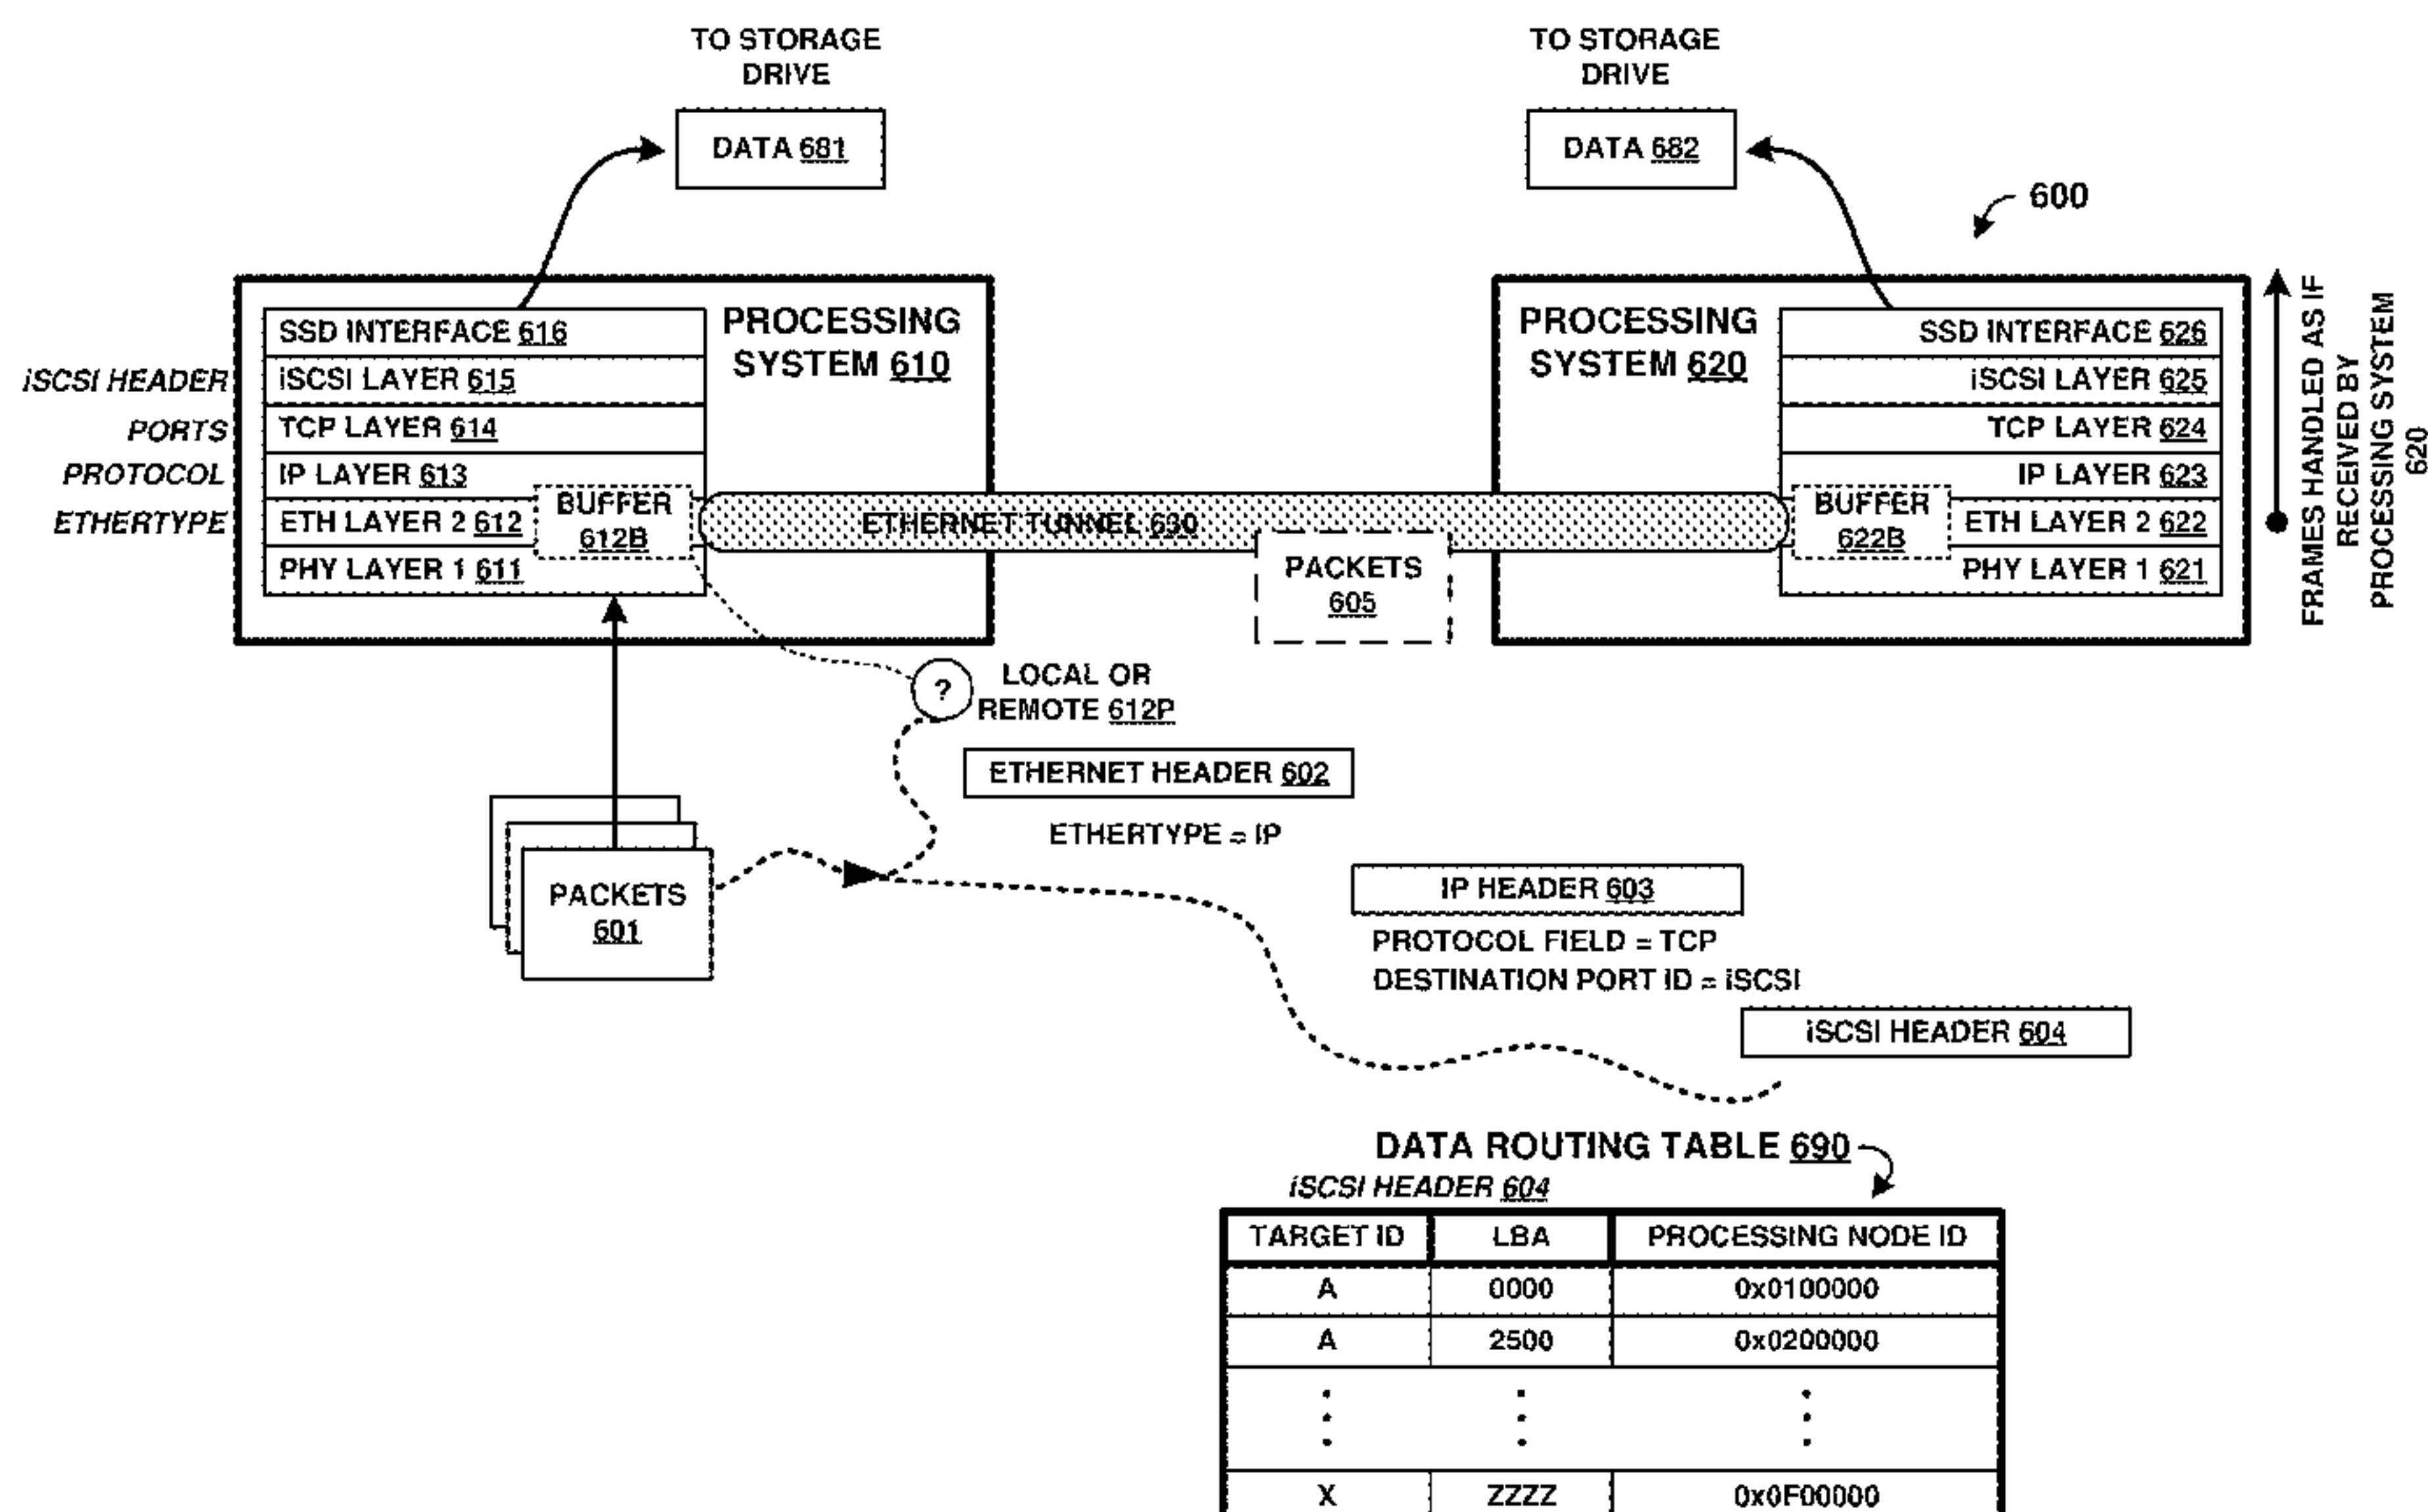 TO STORAGE
DRIVE
DATA 681
TO STORAGE
DRIVE
DATA 682
600
PROCESSING
SYSTEM 610
SSD INTERFACE 616
iSCSI HEADER
iSCSI LAYER 615
PORTS
TCP LAYER 614
PROTOCOL
IP LAYER 613
ETHERTYPE
ETH LAYER 2 612
BUFFER
612B
PHY LAYER 1 611
ETHERNET TUNNEL 630
PACKETS
605
PROCESSING
SYSTEM 620
SSD INTERFACE 626
iSCSI LAYER 625
TCP LAYER 624
IP LAYER 623
BUFFER
622B
ETH LAYER 2 622
PHY LAYER 1 621
FRAMES HANDLED AS IF
RECEIVED BY
PROCESSING SYSTEM
620
?
LOCAL OR
REMOTE 612P
ETHERNET HEADER 602
ETHERTYPE = IP
PACKETS
601
IP HEADER 603
PROTOCOL FIELD = TCP
DESTINATION PORT ID = iSCSI
iSCSI HEADER 604
DATA ROUTING TABLE 690
iSCSI HEADER 604
TARGET ID LBA PROCESSING NODE ID
A 0000 0x0100000
A 2500 0x0200000
X ZZZZ 0x0F00000